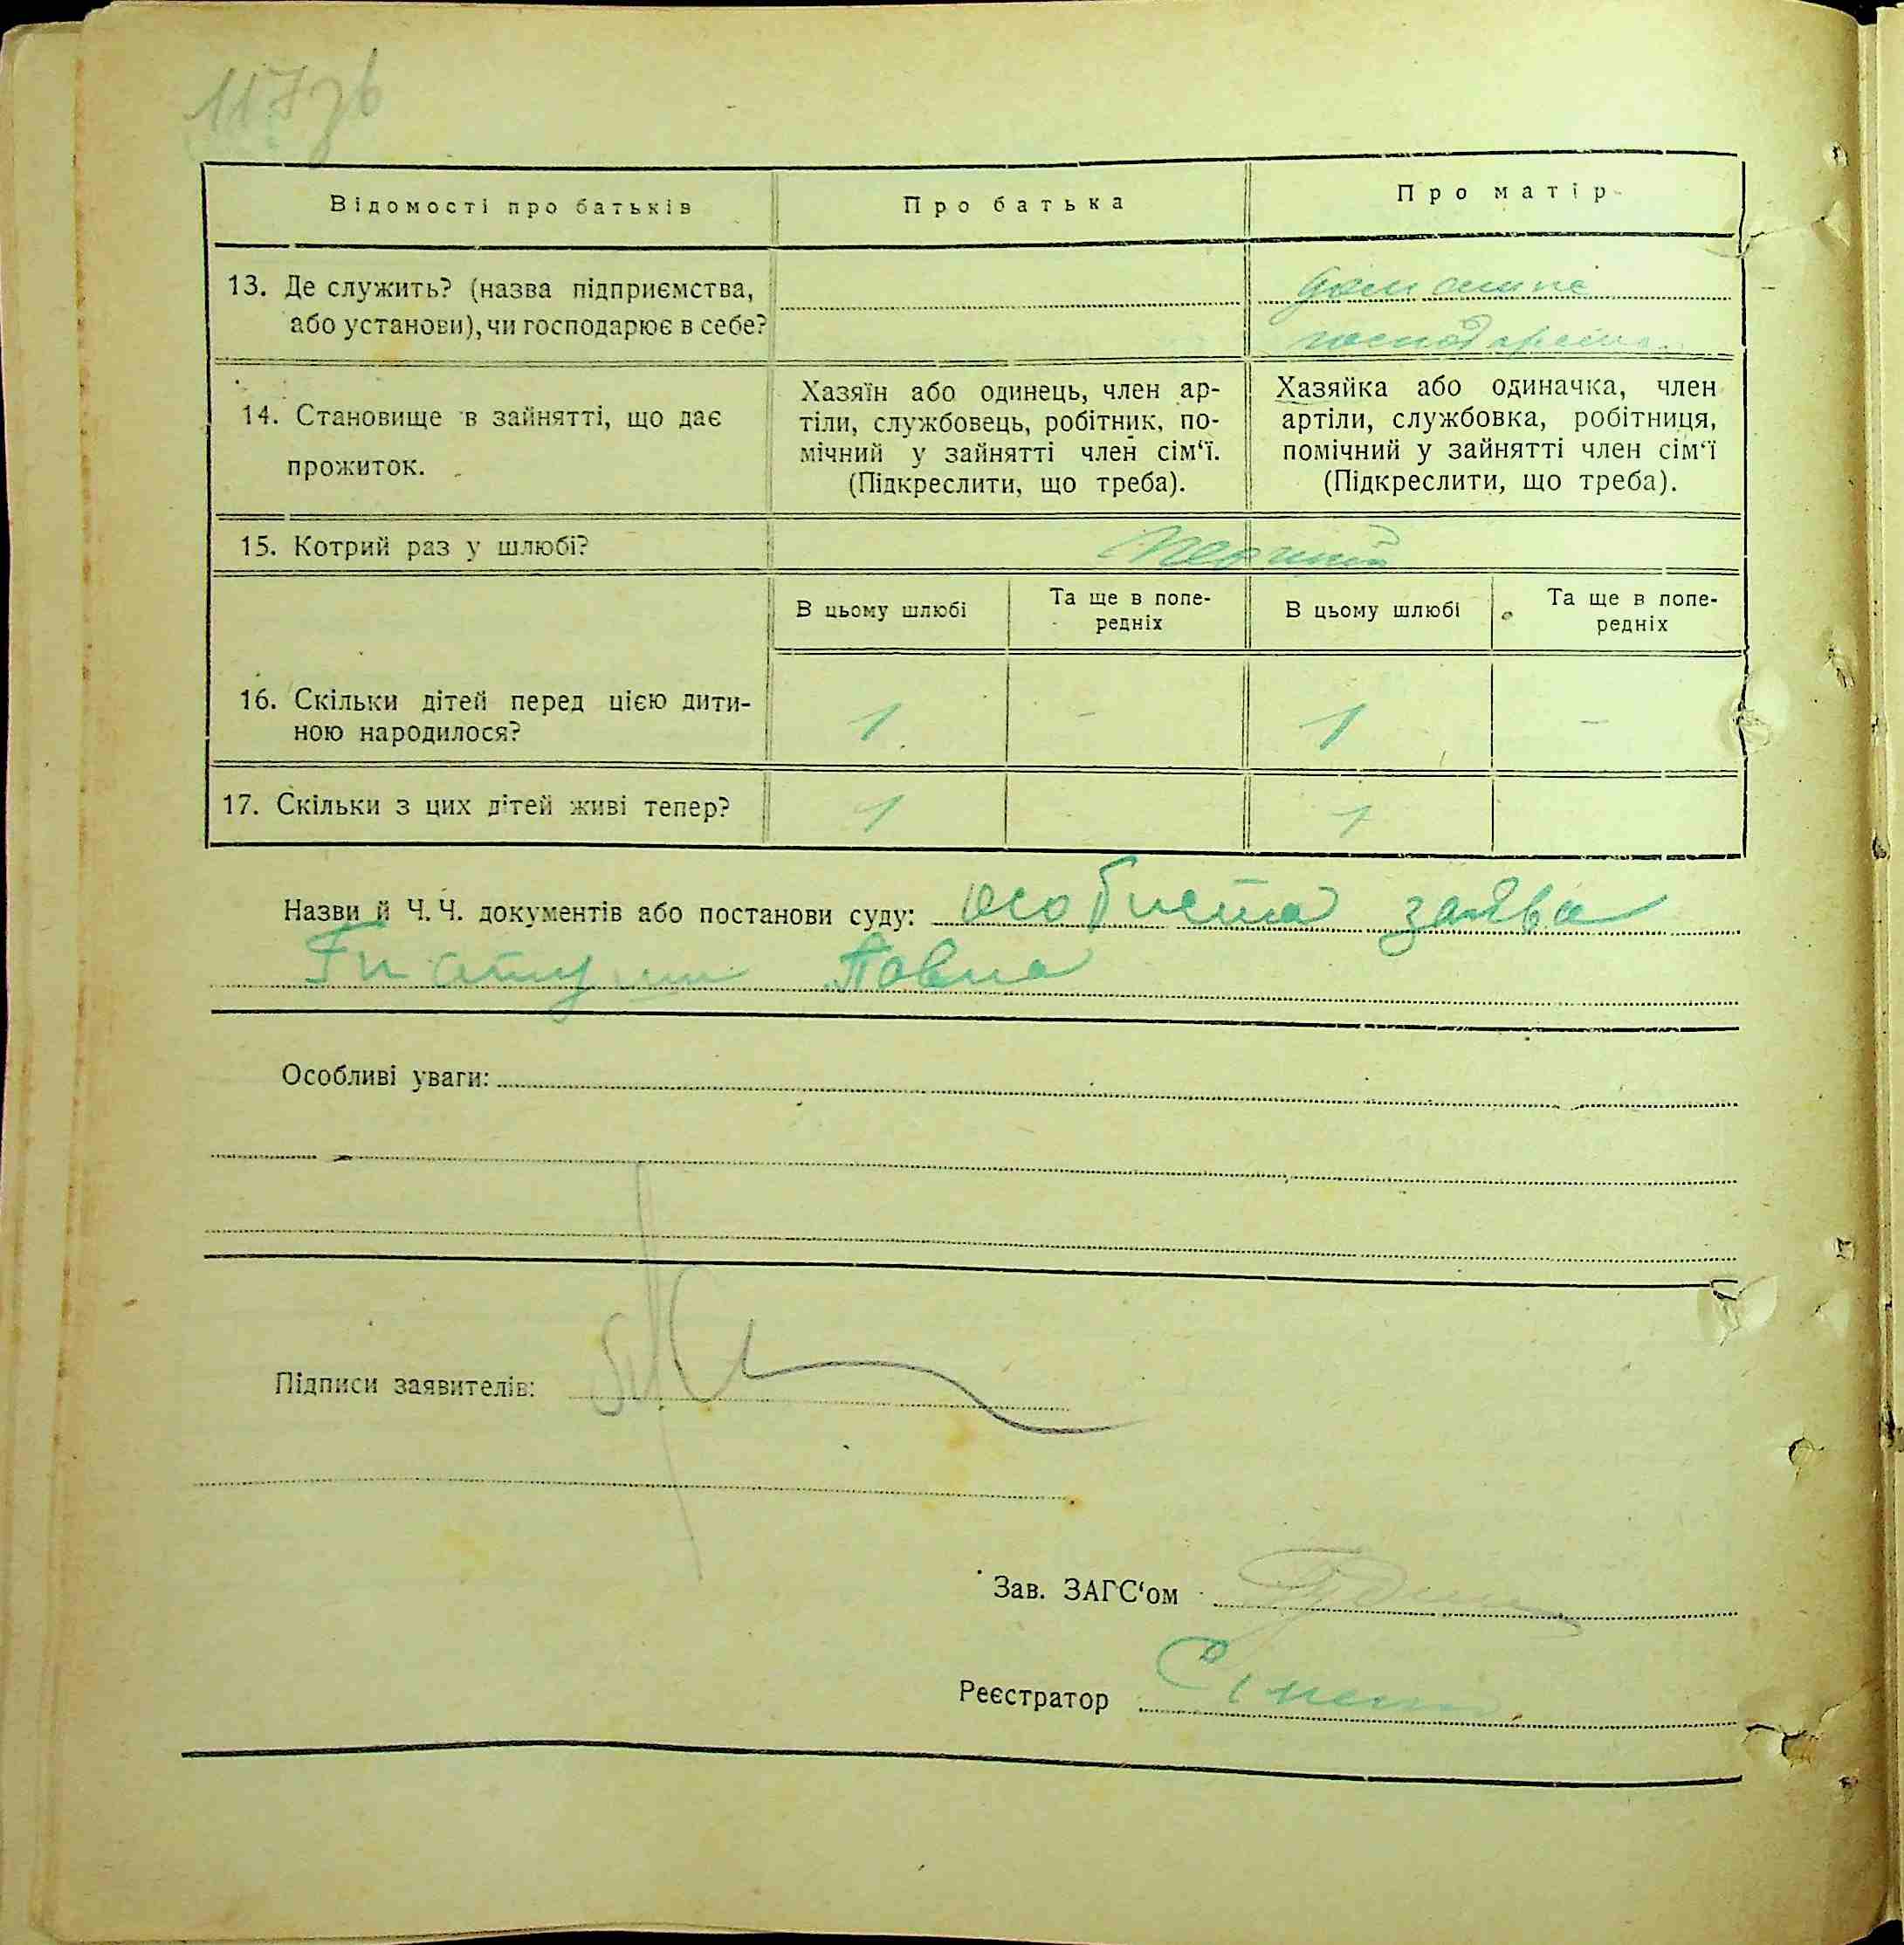 117зв
Відомості про батьків
Про батька
Про матір
13. Де служить? (назва підприємства,
або установи), чи господарює в себе?
домашнє
господарство
14. Становище в зайнятті, що дає
прожиток.
Хазяїн або одинець, член ар-
тіли, службовець, робітник, по-
мічний у зайнятті член сім‘ї.
(Підкреслити, що треба).
Хазяйка або одиначка, член
артіли, службовка, робітниця,
помічний у зайнятті член сім‘ї
(Підкреслити, що треба).
15. Котрий раз у шлюбі?
Перший
В цьому шлюбі
Та ще в попе-
редніх
В цьому шлюбі
Та ще в попе-
редніх
16. Скільки дітей перед цією дити-
ною народилося?
1 - 1 -
17. Скільки з цих дітей живі тепер?
1 1
Назви й Ч. Ч. документів або постанови суду: особиста заява
Павла
Особливі уваги:
Підписи заявителів:
Зав. ЗАГС‘ом
Реєстратор